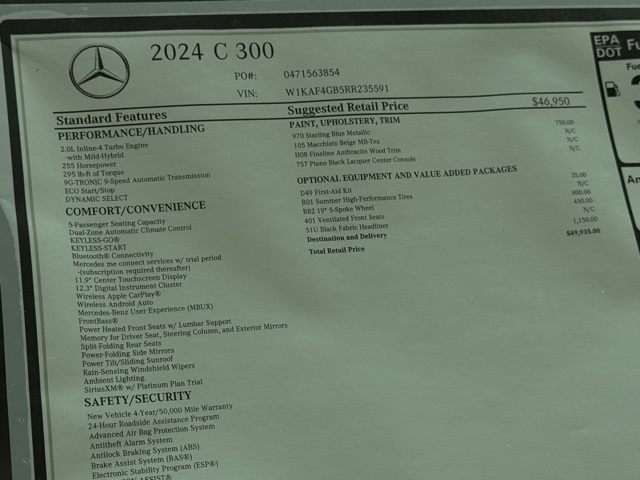 2024 C 300
PO#: 0471563854
VIN: W1KAF4GB5RR235591
Standard Features
Suggested Retail Price $46,950
PERFORMANCE/HANDLING
2.0L Inline-4 Turbo Engine
-with Mild-Hybrid
255 Horsepower
295 lb-ft of Torque
9G-TRONIC 9-Speed Automatic Transmission
ECO Start/Stop
DYNAMIC SELECT
COMFORT/CONVENIENCE
5-Passenger Seating Capacity
Dual-Zone Automatic Climate Control
KEYLESS-GO®
KEYLESS-START
Bluetooth® Connectivity
Mercedes me connect services w/ trial period
-(subscription required thereafter)
11.9" Center Touchscreen Display
12.3" Digital Instrument Cluster
Wireless Apple CarPlay®
Wireless Android Auto
Mercedes-Benz User Experience (MBUX)
FrontBass®
Power Heated Front Seats w/ Lumbar Support
Memory for Driver Seat, Steering Column, and Exterior Mirrors
Split-Folding Rear Seats
Power-Folding Side Mirrors
Power Tilt/Sliding Sunroof
Rain-Sensing Windshield Wipers
Ambient Lighting
SiriusXM® w/ Platinum Plan Trial
SAFETY/SECURITY
New Vehicle 4-Year/50,000 Mile Warranty
24-Hour Roadside Assistance Program
Advanced Air Bag Protection System
Antitheft Alarm System
Antilock Braking System (ABS)
Brake Assist System (BAS®)
Electronic Stability Program (ESP®)
PAINT, UPHOLSTERY, TRIM
970 Starling Blue Metallic 750.00
105 Macchiato Beige MB-Tex N/C
H08 Fineline Anthracite Wood Trim N/C
757 Piano Black Lacquer Center Console N/C
OPTIONAL EQUIPMENT AND VALUE ADDED PACKAGES
D49 First-Aid Kit 35.00
R01 Summer High-Performance Tires N/C
R82 19" 5-Spoke Wheel 600.00
401 Ventilated Front Seats 450.00
51U Black Fabric Headliner N/C
Destination and Delivery 1,150.00
Total Retail Price $49,935.00
EPA
DOT